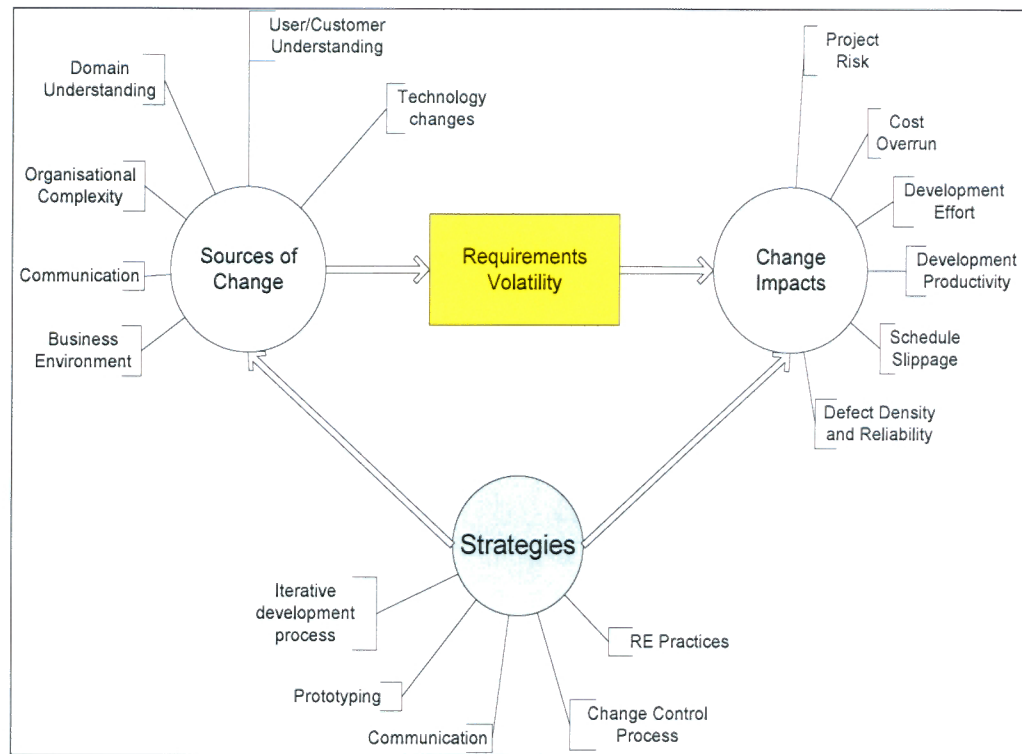 User/Customer
Understanding
Domain
Understanding
Technology
changes
Organisational
Complexity
Communication
Business
Environment
Sources of
Change
Requirements
Volatility
Change
Impacts
Project
Risk
Cost
Overrun
Development
Effort
Development
Productivity
Schedule
Slippage
Defect Density
and Reliability
Strategies
Iterative
development
process
Prototyping
Communication
Change Control
Process
RE Practices